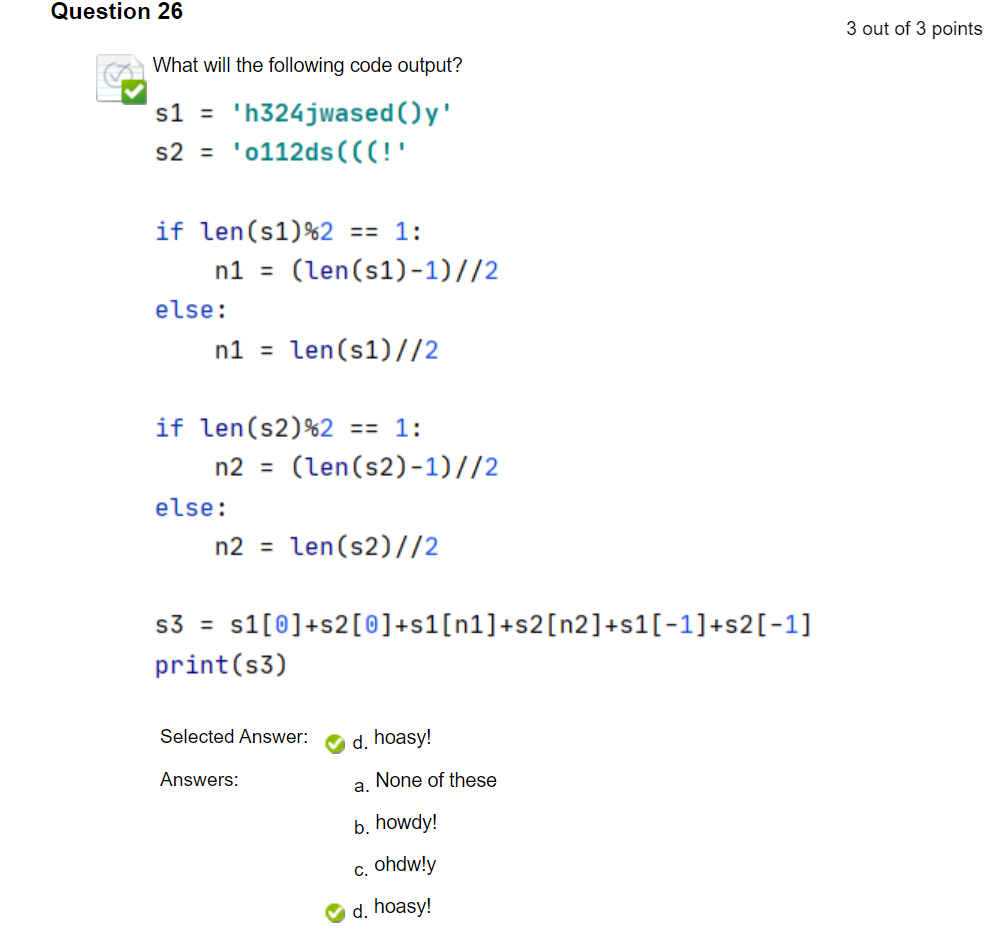 Question 26
3 out of 3 points
What will the following code output?
s1 = 'h324jwased()y'
s2 = 'o112ds(((!'
if len(s1)%2 == 1:
    n1 = (len(s1)-1)//2
else:
    n1 = len(s1)//2
if len(s2)%2 == 1:
    n2 = (len(s2)-1)//2
else:
    n2 = len(s2)//2
s3 = s1[0]+s2[0]+s1[n1]+s2[n2]+s1[-1]+s2[-1]
print(s3)
Selected Answer: d. hoasy!
Answers: a. None of these
b. howdy!
c. ohdw!y
d. hoasy!